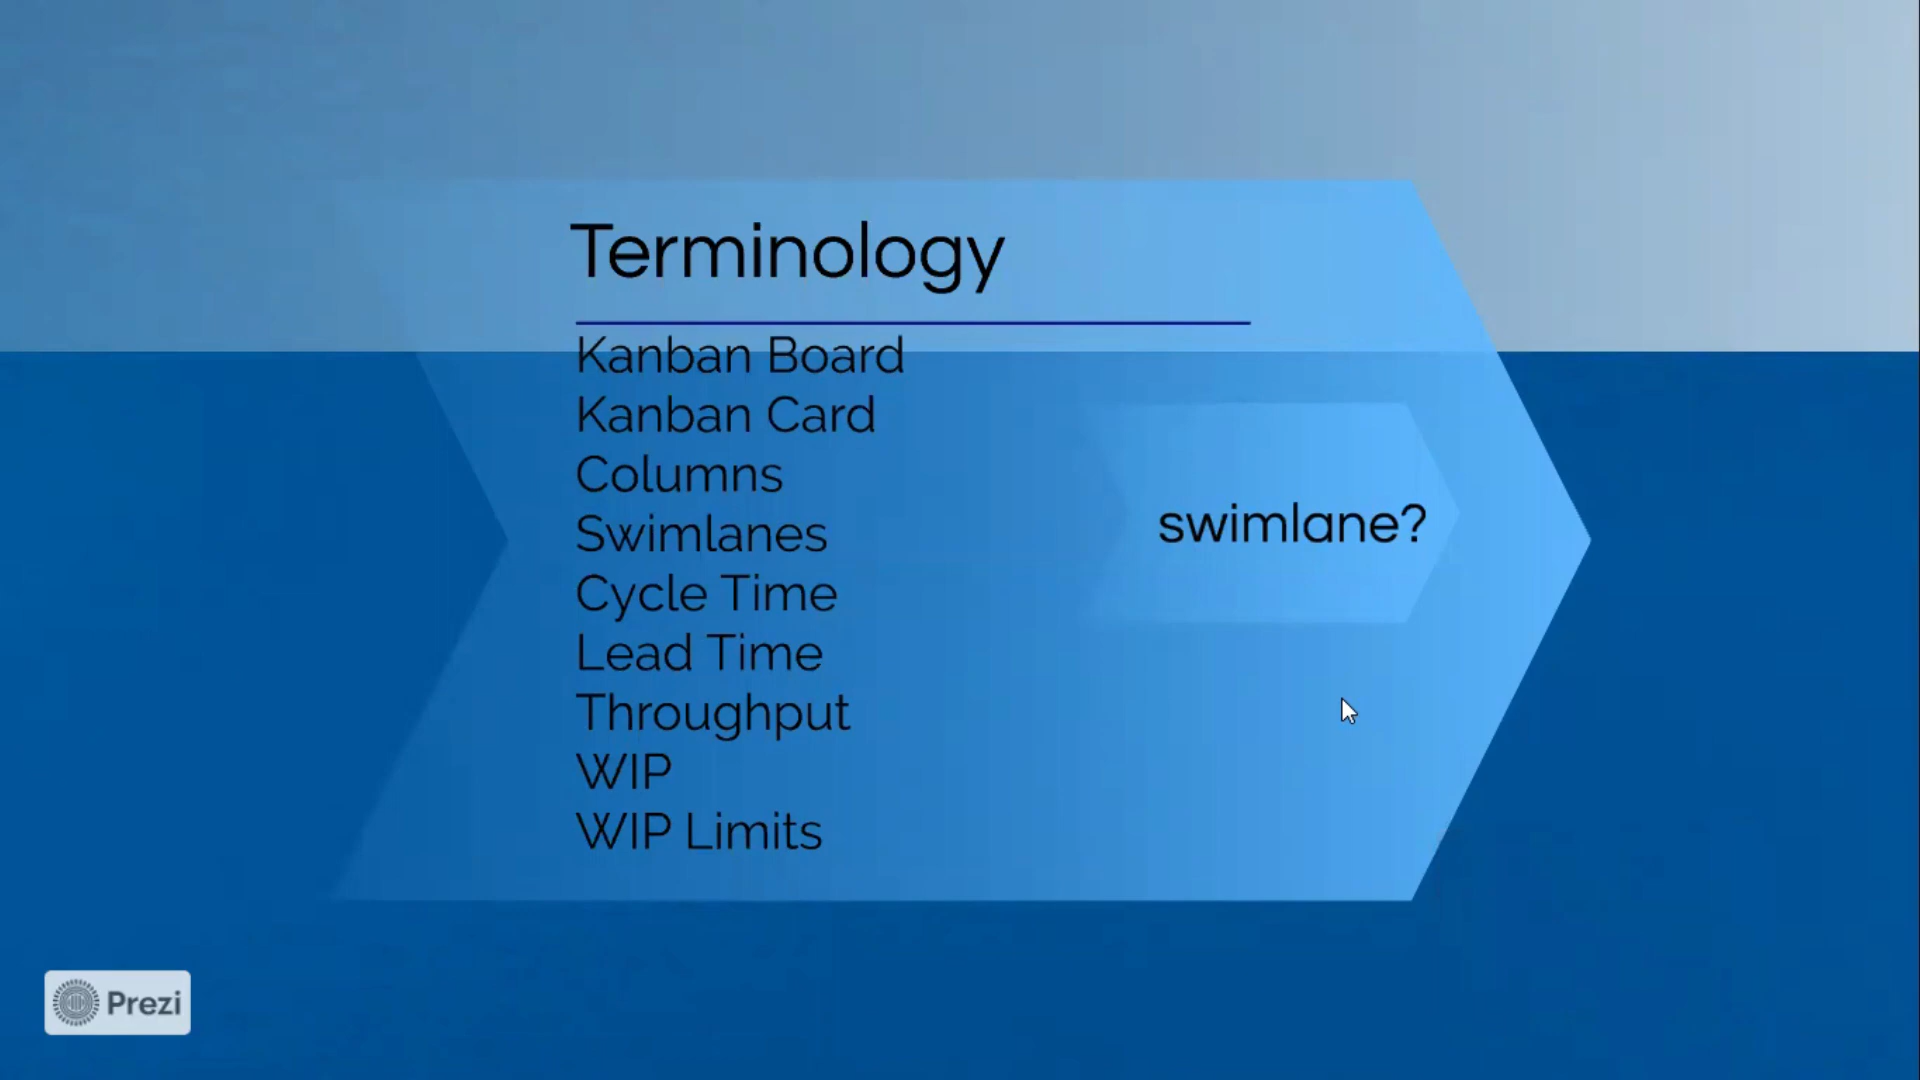 Terminology
Kanban Board
Kanban Card
Columns
Swimlanes
Cycle Time
Lead Time
Throughput
WIP
WIP Limits
swimlane?
Prezi